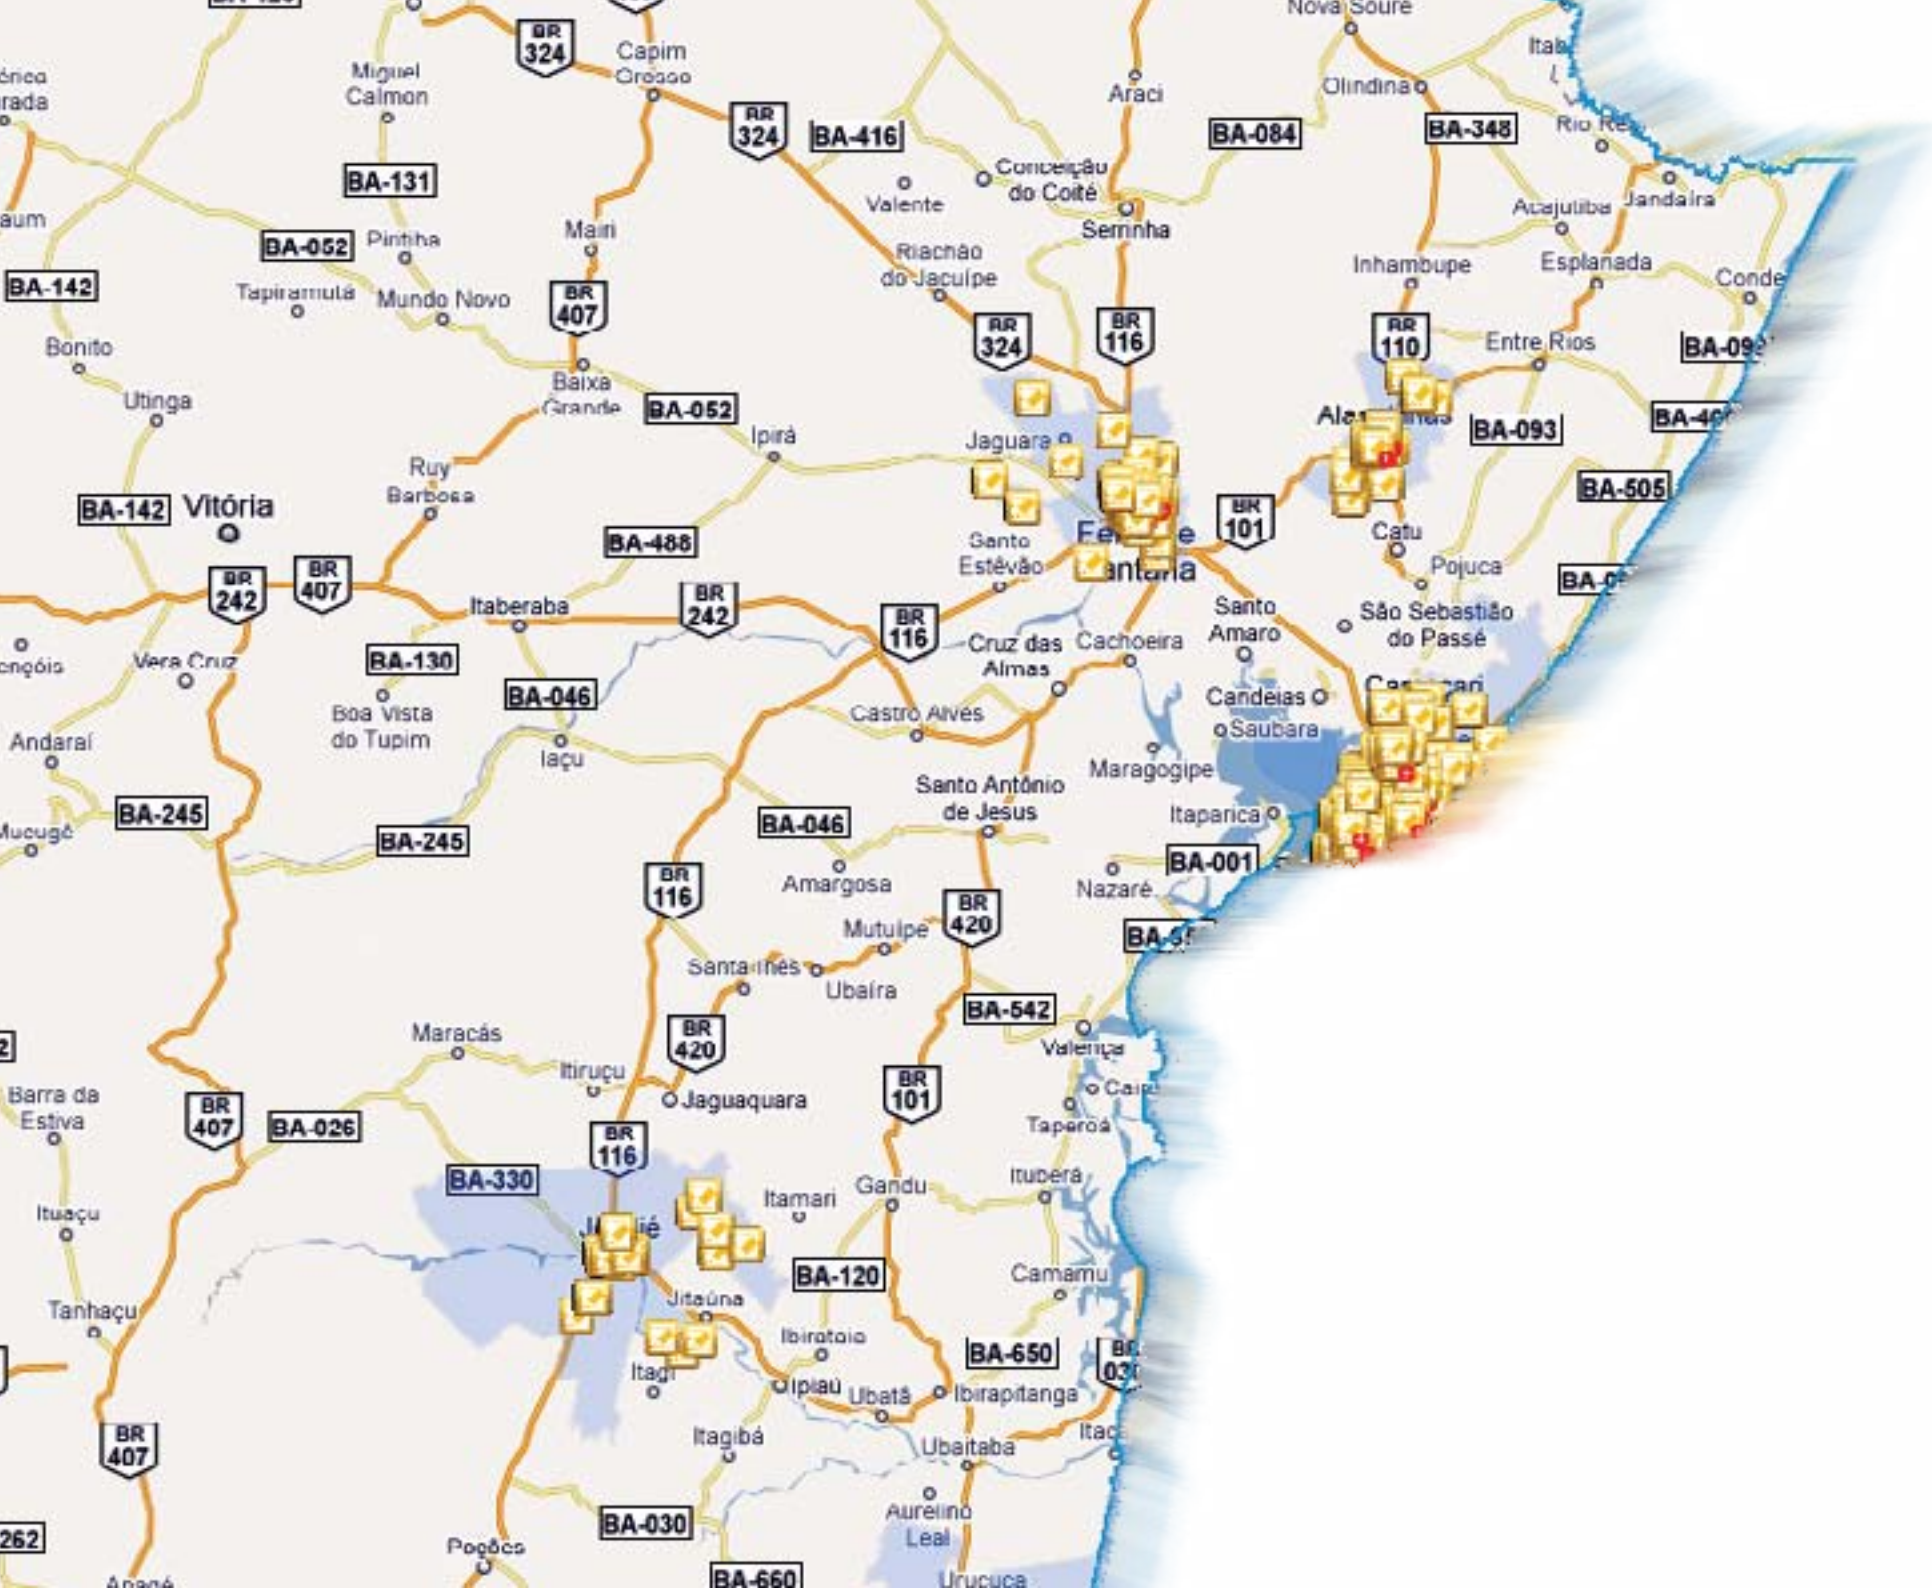 Nova Soure
BR
324
Capim
Grosso
Miguel
Calmon
Araci
Olindina
BR
324
BA-416
BA-084
BA-348
BA-131
Conceição
do Coité
Valente
Jandaíra
Acajutiba
Serrinha
Mairi
Piritiba
BA-052
Riachão
do Jacuípe
Inhambupe
Esplanada
Conde
BA-142
Tapiramutá
Mundo Novo
BR
407
BR
324
BR
116
BR
110
Entre Rios
Bonito
Baixa
Grande
Utinga
BA-052
BA-093
Ipirá
Jaguara
Ruy
Barbosa
BA-142
Vitória
BA-505
BA-488
BR
101
Catu
Santo
Estêvão
Pojuca
BR
242
BR
407
Itaberaba
BR
242
BR
116
Santo
Amaro
São Sebastião
do Passé
Cruz das
Almas
Cachoeira
Vera Cruz
BA-130
BA-046
Candeias
Boa Vista
do Tupim
Castro Alves
Saubara
Andaraí
Iaçu
Maragogipe
Santo Antônio
de Jesus
BA-245
BA-046
Itaparica
Mucugê
BA-245
BA-001
BR
116
Amargosa
Nazaré
BR
420
Mutuípe
Santa Inês
Ubaíra
BA-542
Maracás
BR
420
Valença
Itiruçu
Jaguaquara
BR
101
Barra da
Estiva
BR
407
BA-026
Taperoá
BR
116
BA-330
Ituberá
Gandu
Itamari
Ituaçu
BA-120
Camamu
Jitaúna
Tanhaçu
Ibirataia
BA-650
Itagi
Ipiaú
Ubatã
Ibirapitanga
BR
407
Itagibá
Ubaitaba
Aurelino
Leal
BA-030
262
Poções
BA-660
Uruçuca